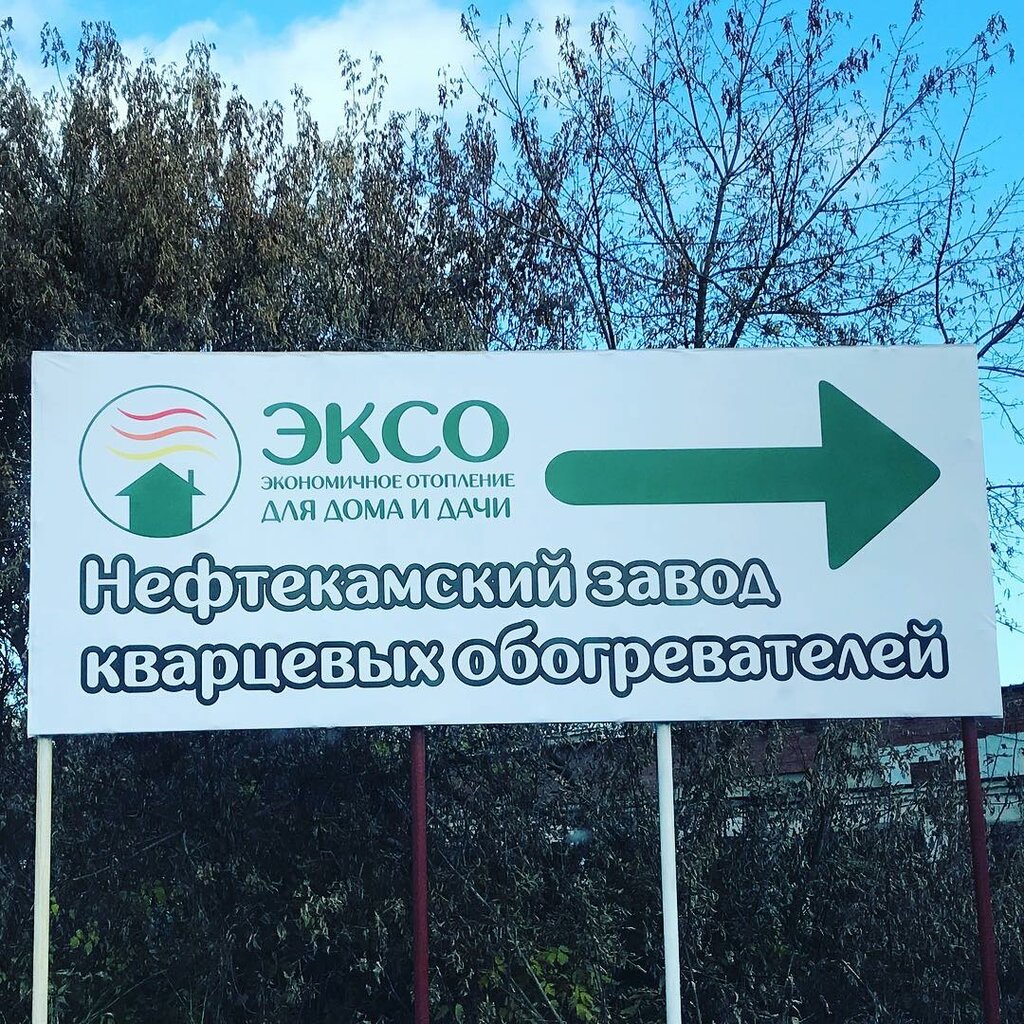 ЭКСО
ЭКОНОМИЧНОЕ ОТОПЛЕНИЕ
ДЛЯ ДОМА И ДАЧИ
Нефтекамский завод
кварцевых обогревателей